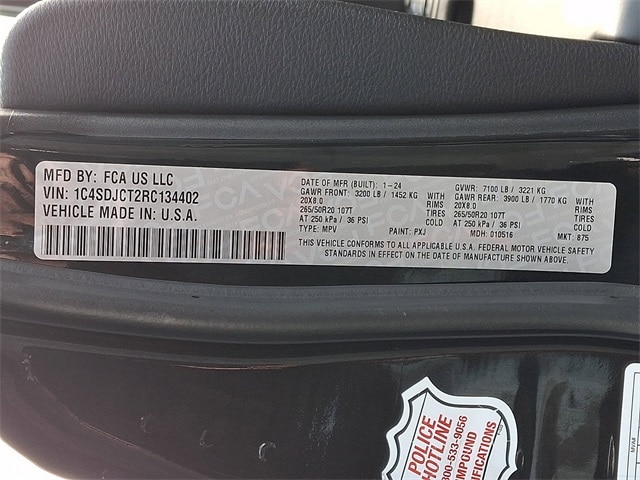 MFD BY: FCA US LLC
VIN: 1C4SDJCT2RC134402
VEHICLE MADE IN: U.S.A.
DATE OF MFR (BUILT): 1-24
GVWR: 7100 LB / 3221 KG
GAWR FRONT: 3200 LB / 1452 KG WITH
GAWR REAR: 3900 LB / 1770 KG WITH
20X8.0 RIMS
20X8.0 RIMS
265/50R20 107T TIRES
265/50R20 107T TIRES
AT 250 kPA / 36 PSI COLD
AT 250 kPA / 36 PSI COLD
TYPE: MPV PAINT: PXJ MDH: 010516 MKT: 875
THIS VEHICLE CONFORMS TO ALL APPLICABLE U.S.A. FEDERAL MOTOR VEHICLE SAFETY
STANDARDS IN EFFECT ON THE DATE OF MANUFACTURE SHOWN ABOVE.
POLICE
HOTLINE
800-533-9056
MVMA